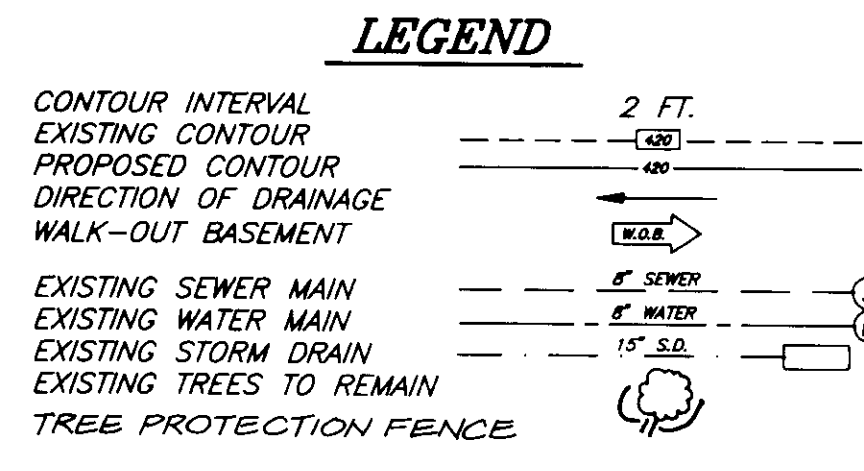 LEGEND
CONTOUR INTERVAL 2 FT.
EXISTING CONTOUR 420
PROPOSED CONTOUR 420
DIRECTION OF DRAINAGE
WALK-OUT BASEMENT W.O.B.
EXISTING SEWER MAIN 8" SEWER
EXISTING WATER MAIN 8" WATER
EXISTING STORM DRAIN 15" S.D.
EXISTING TREES TO REMAIN
TREE PROTECTION FENCE